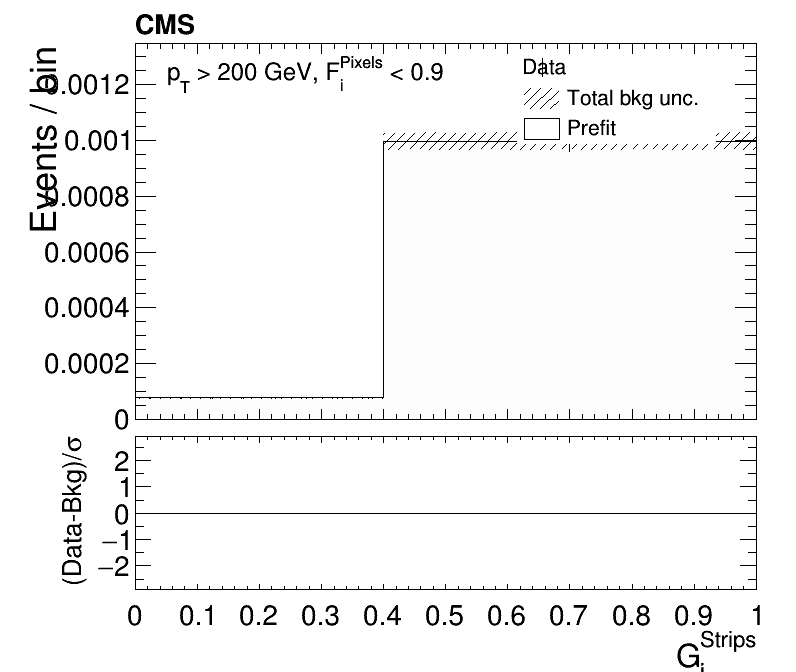 CMS
p_T > 200 GeV, F_i^Pixels < 0.9
Data
Total bkg unc.
Prefit
Events / bin
0.0012
0.001
0.0008
0.0006
0.0004
0.0002
0
(Data-Bkg)/σ
2
1
0
−1
−2
0 0.1 0.2 0.3 0.4 0.5 0.6 0.7 0.8 0.9 1
G_i^Strips